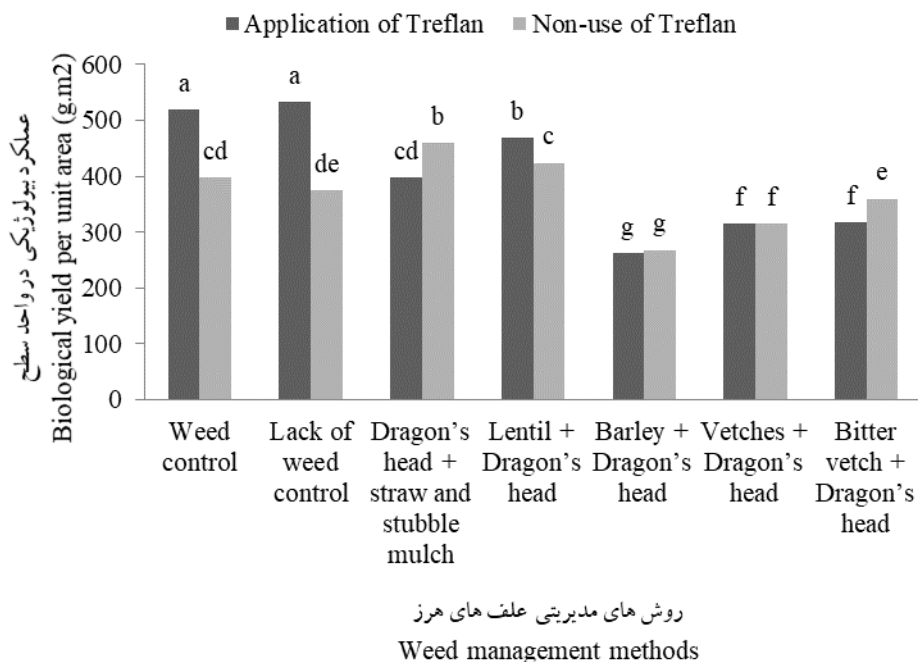 Application of Treflan Non-use of Treflan
عملکرد بیولوژیکی در واحد سطح
Biological yield per unit area (g.m2)
600
500
400
300
200
100
0
a
cd
a
de
cd
b
b
c
g
g
f
f
f
e
Weed
control
Lack of
weed
control
Dragon's
head +
straw and
stubble
mulch
Lentil +
Dragon's
head
Barley +
Dragon's
head
Vetches +
Dragon's
head
Bitter
vetch +
Dragon's
head
روش های مدیریتی علف های هرز
Weed management methods